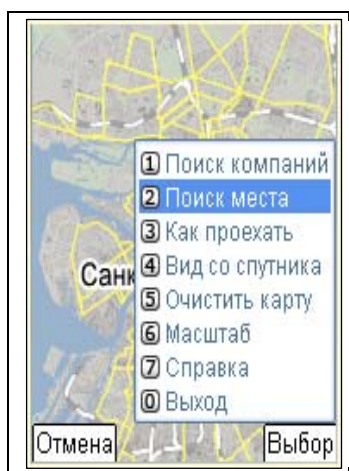 1 Поиск компаний
2 Поиск места
3 Как проехать
Санк
4 Вид со спутника
5 Очистить карту
6 Масштаб
7 Справка
0 Выход
Отмена Выбор